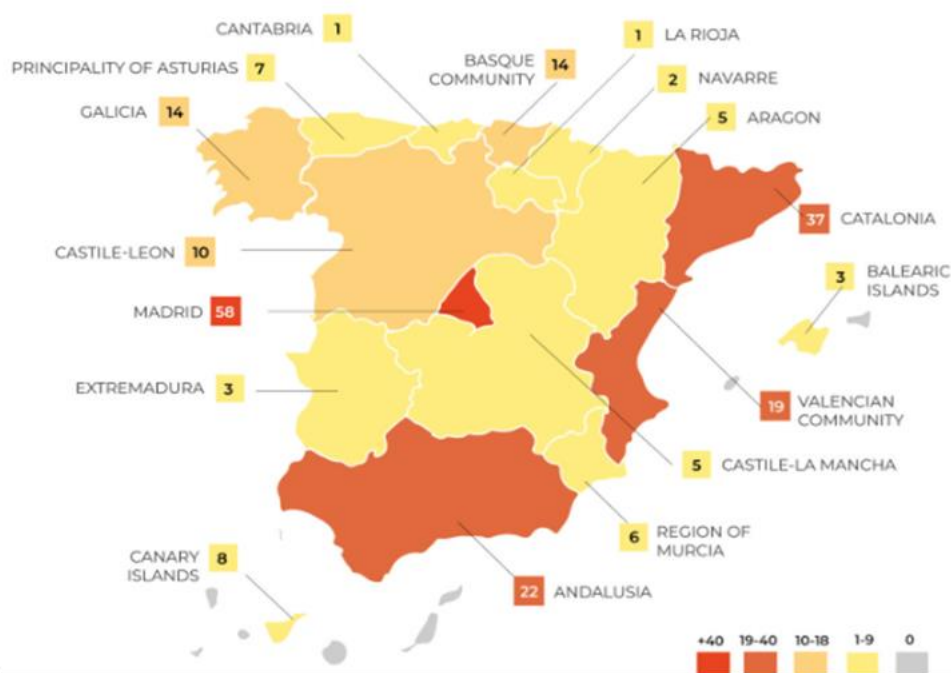 CANTABRIA 1
1 LA RIOJA
PRINCIPALITY OF ASTURIAS 7
BASQUE
COMMUNITY
14
2 NAVARRE
GALICIA 14
5 ARAGON
37 CATALONIA
CASTILE-LEON 10
3 BALEARIC
ISLANDS
MADRID 58
EXTREMADURA 3
19 VALENCIAN
COMMUNITY
5 CASTILE-LA MANCHA
6 REGION OF
MURCIA
CANARY
ISLANDS
8
22 ANDALUSIA
+40 19-40 10-18 1-9 0